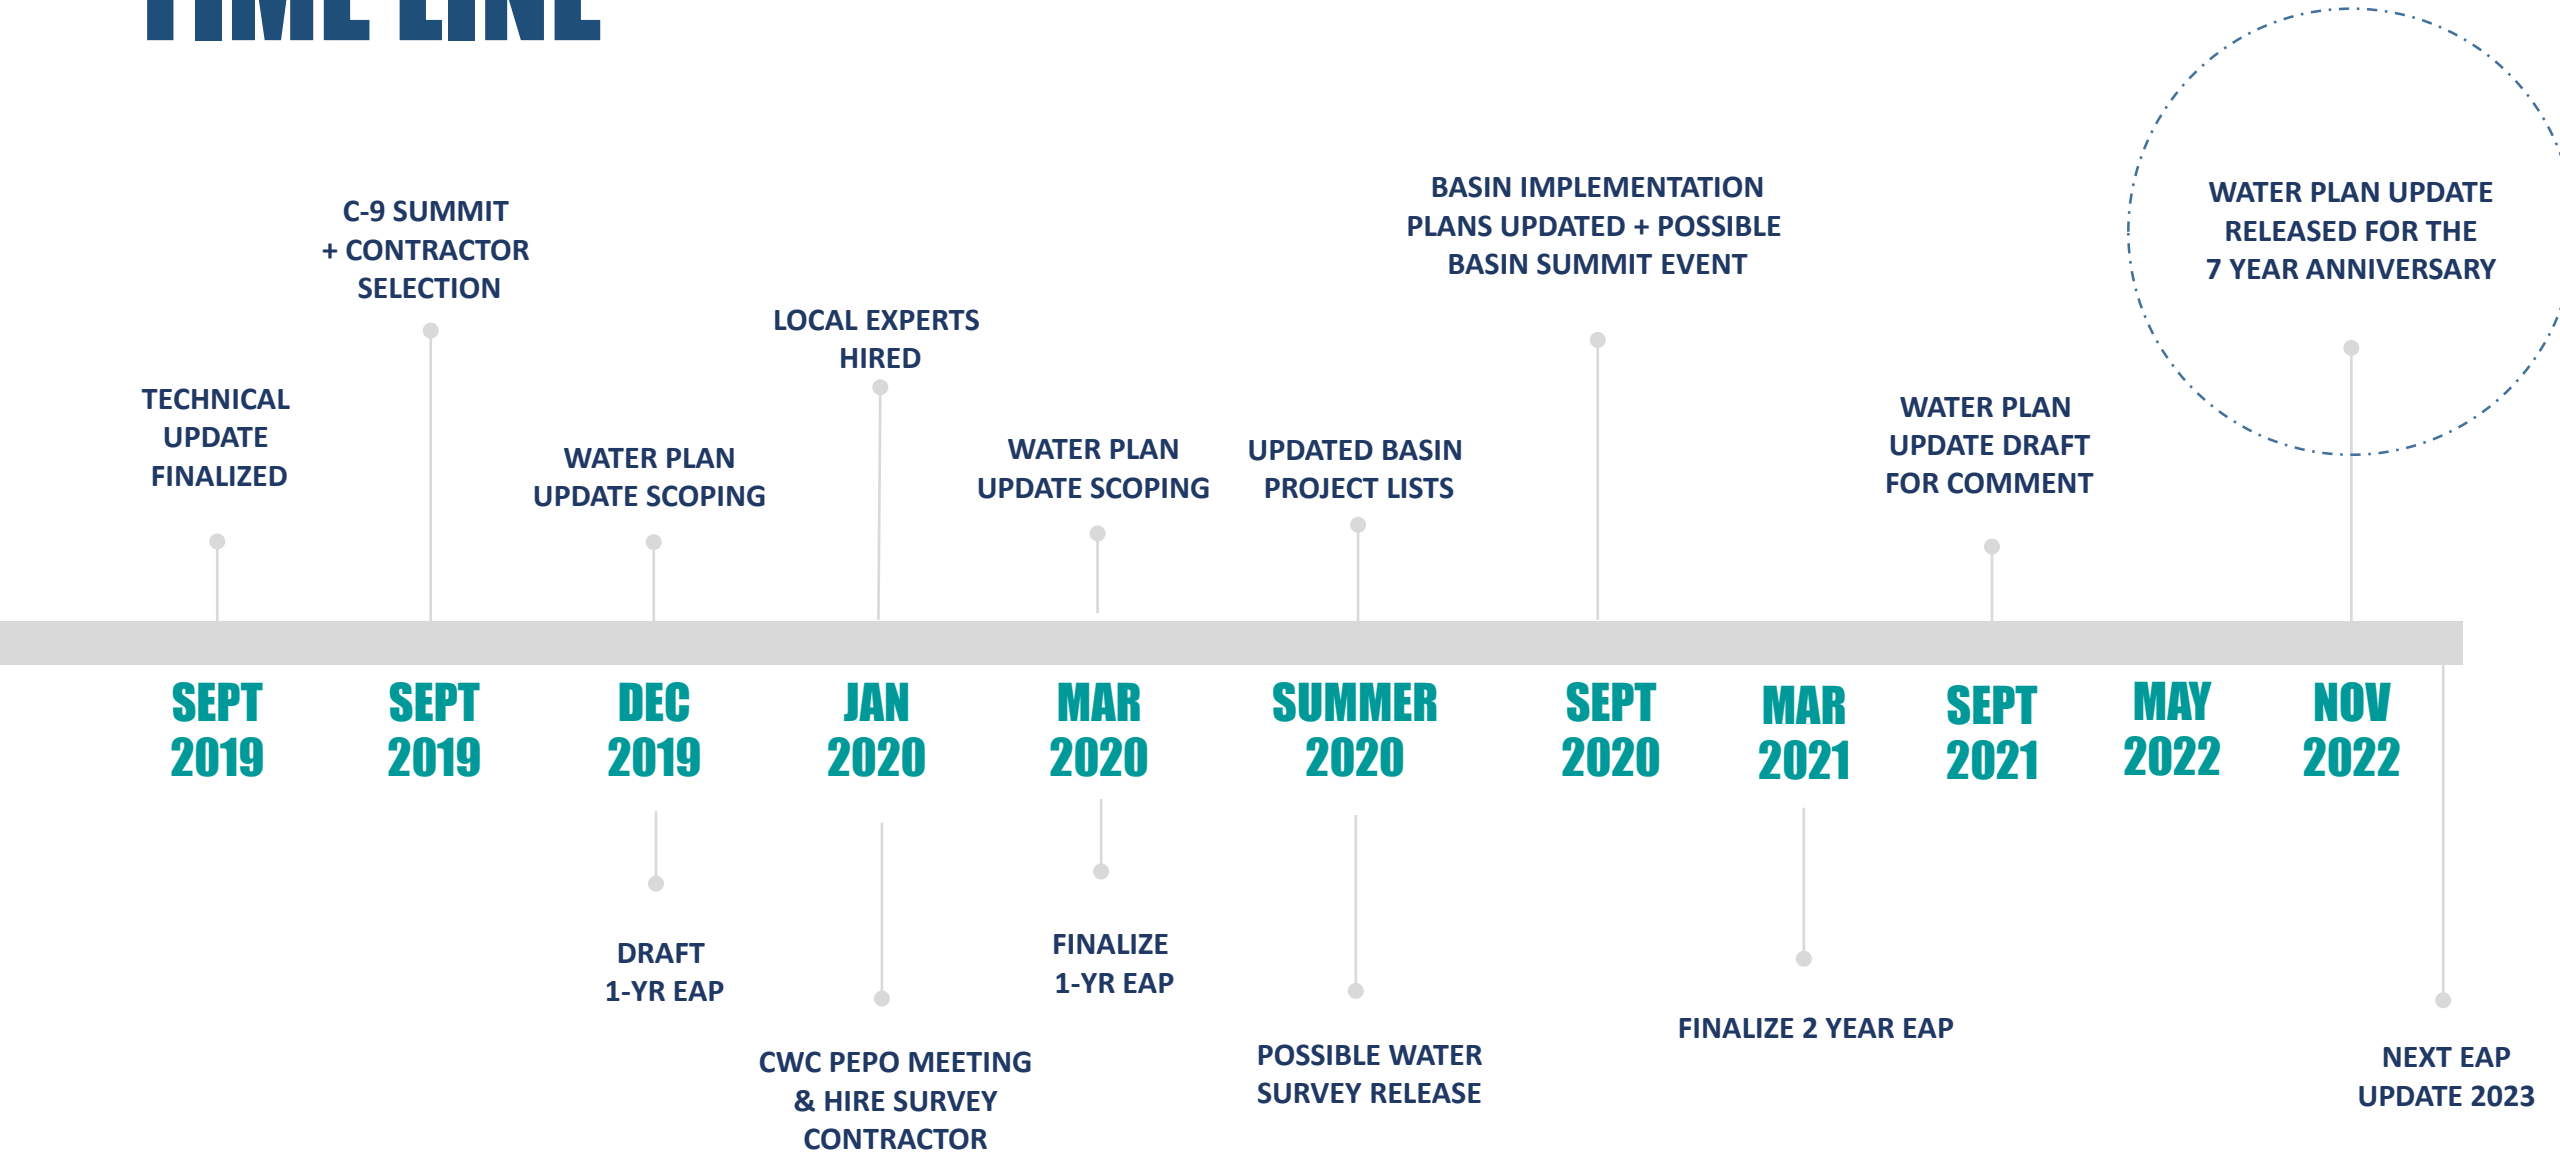 TIME LINE
C-9 SUMMIT
+ CONTRACTOR
SELECTION
BASIN IMPLEMENTATION
PLANS UPDATED + POSSIBLE
BASIN SUMMIT EVENT
WATER PLAN UPDATE
RELEASED FOR THE
7 YEAR ANNIVERSARY
LOCAL EXPERTS
HIRED
TECHNICAL
UPDATE
FINALIZED
WATER PLAN
UPDATE SCOPING
WATER PLAN
UPDATE SCOPING
UPDATED BASIN
PROJECT LISTS
WATER PLAN
UPDATE DRAFT
FOR COMMENT
SEPT
2019
SEPT
2019
DEC
2019
JAN
2020
MAR
2020
SUMMER
2020
SEPT
2020
MAR
2021
SEPT
2021
MAY
2022
NOV
2022
DRAFT
1-YR EAP
CWC PEPO MEETING
& HIRE SURVEY
CONTRACTOR
FINALIZE
1-YR EAP
POSSIBLE WATER
SURVEY RELEASE
FINALIZE 2 YEAR EAP
NEXT EAP
UPDATE 2023